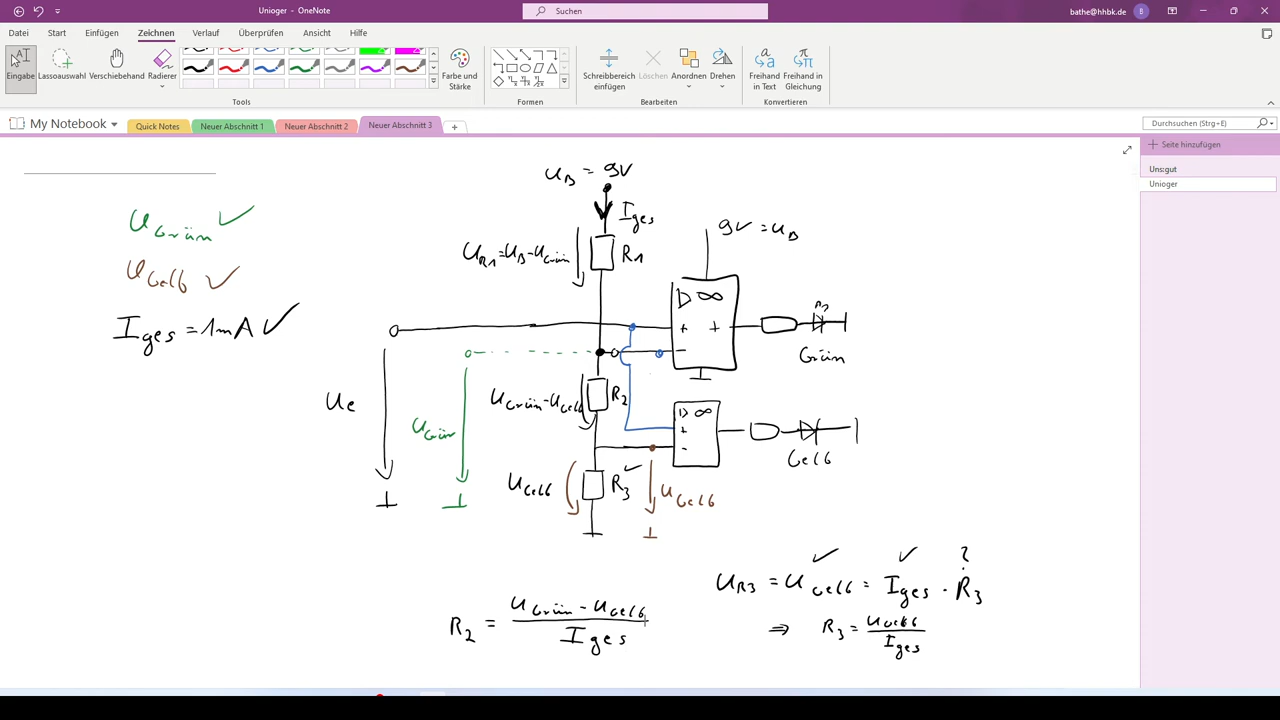 Unioger - OneNote
Suchen
bathe@hhbk.de
B
Datei Start Einfügen Zeichnen Verlauf Überprüfen Ansicht Hilfe
Eingabe
Lassoauswahl
Verschiebehand
Radierer
Farbe und Stärke
Schreibbereich einfügen
Löschen
Anordnen
Drehen
Freihand in Text
Freihand in Gleichung
Tools
Formen
Bearbeiten
Konvertieren
My Notebook
Quick Notes
Neuer Abschnitt 1
Neuer Abschnitt 2
Neuer Abschnitt 3
Durchsuchen (Strg+E)
Seite hinzufügen
Uns:gut
Unioger
U_B = 9V
I_ges
U_Grün ✓
U_Gelb ✓
I_ges = 1mA ✓
U_R1 = U_B - U_Grün
R1
9V = U_B
▷ ∞
+ +
-
Grün
U_e
U_Grün
U_Grün - U_Gelb
R2
▷ ∞
+
-
Gelb
U_Gelb
R3 ✓
U_Gelb
✓ ✓ ?
U_R3 = U_Gelb = I_ges · R_3
⇒ R_3 = U_Gelb / I_ges
R_2 = (U_Grün - U_Gelb) / I_ges